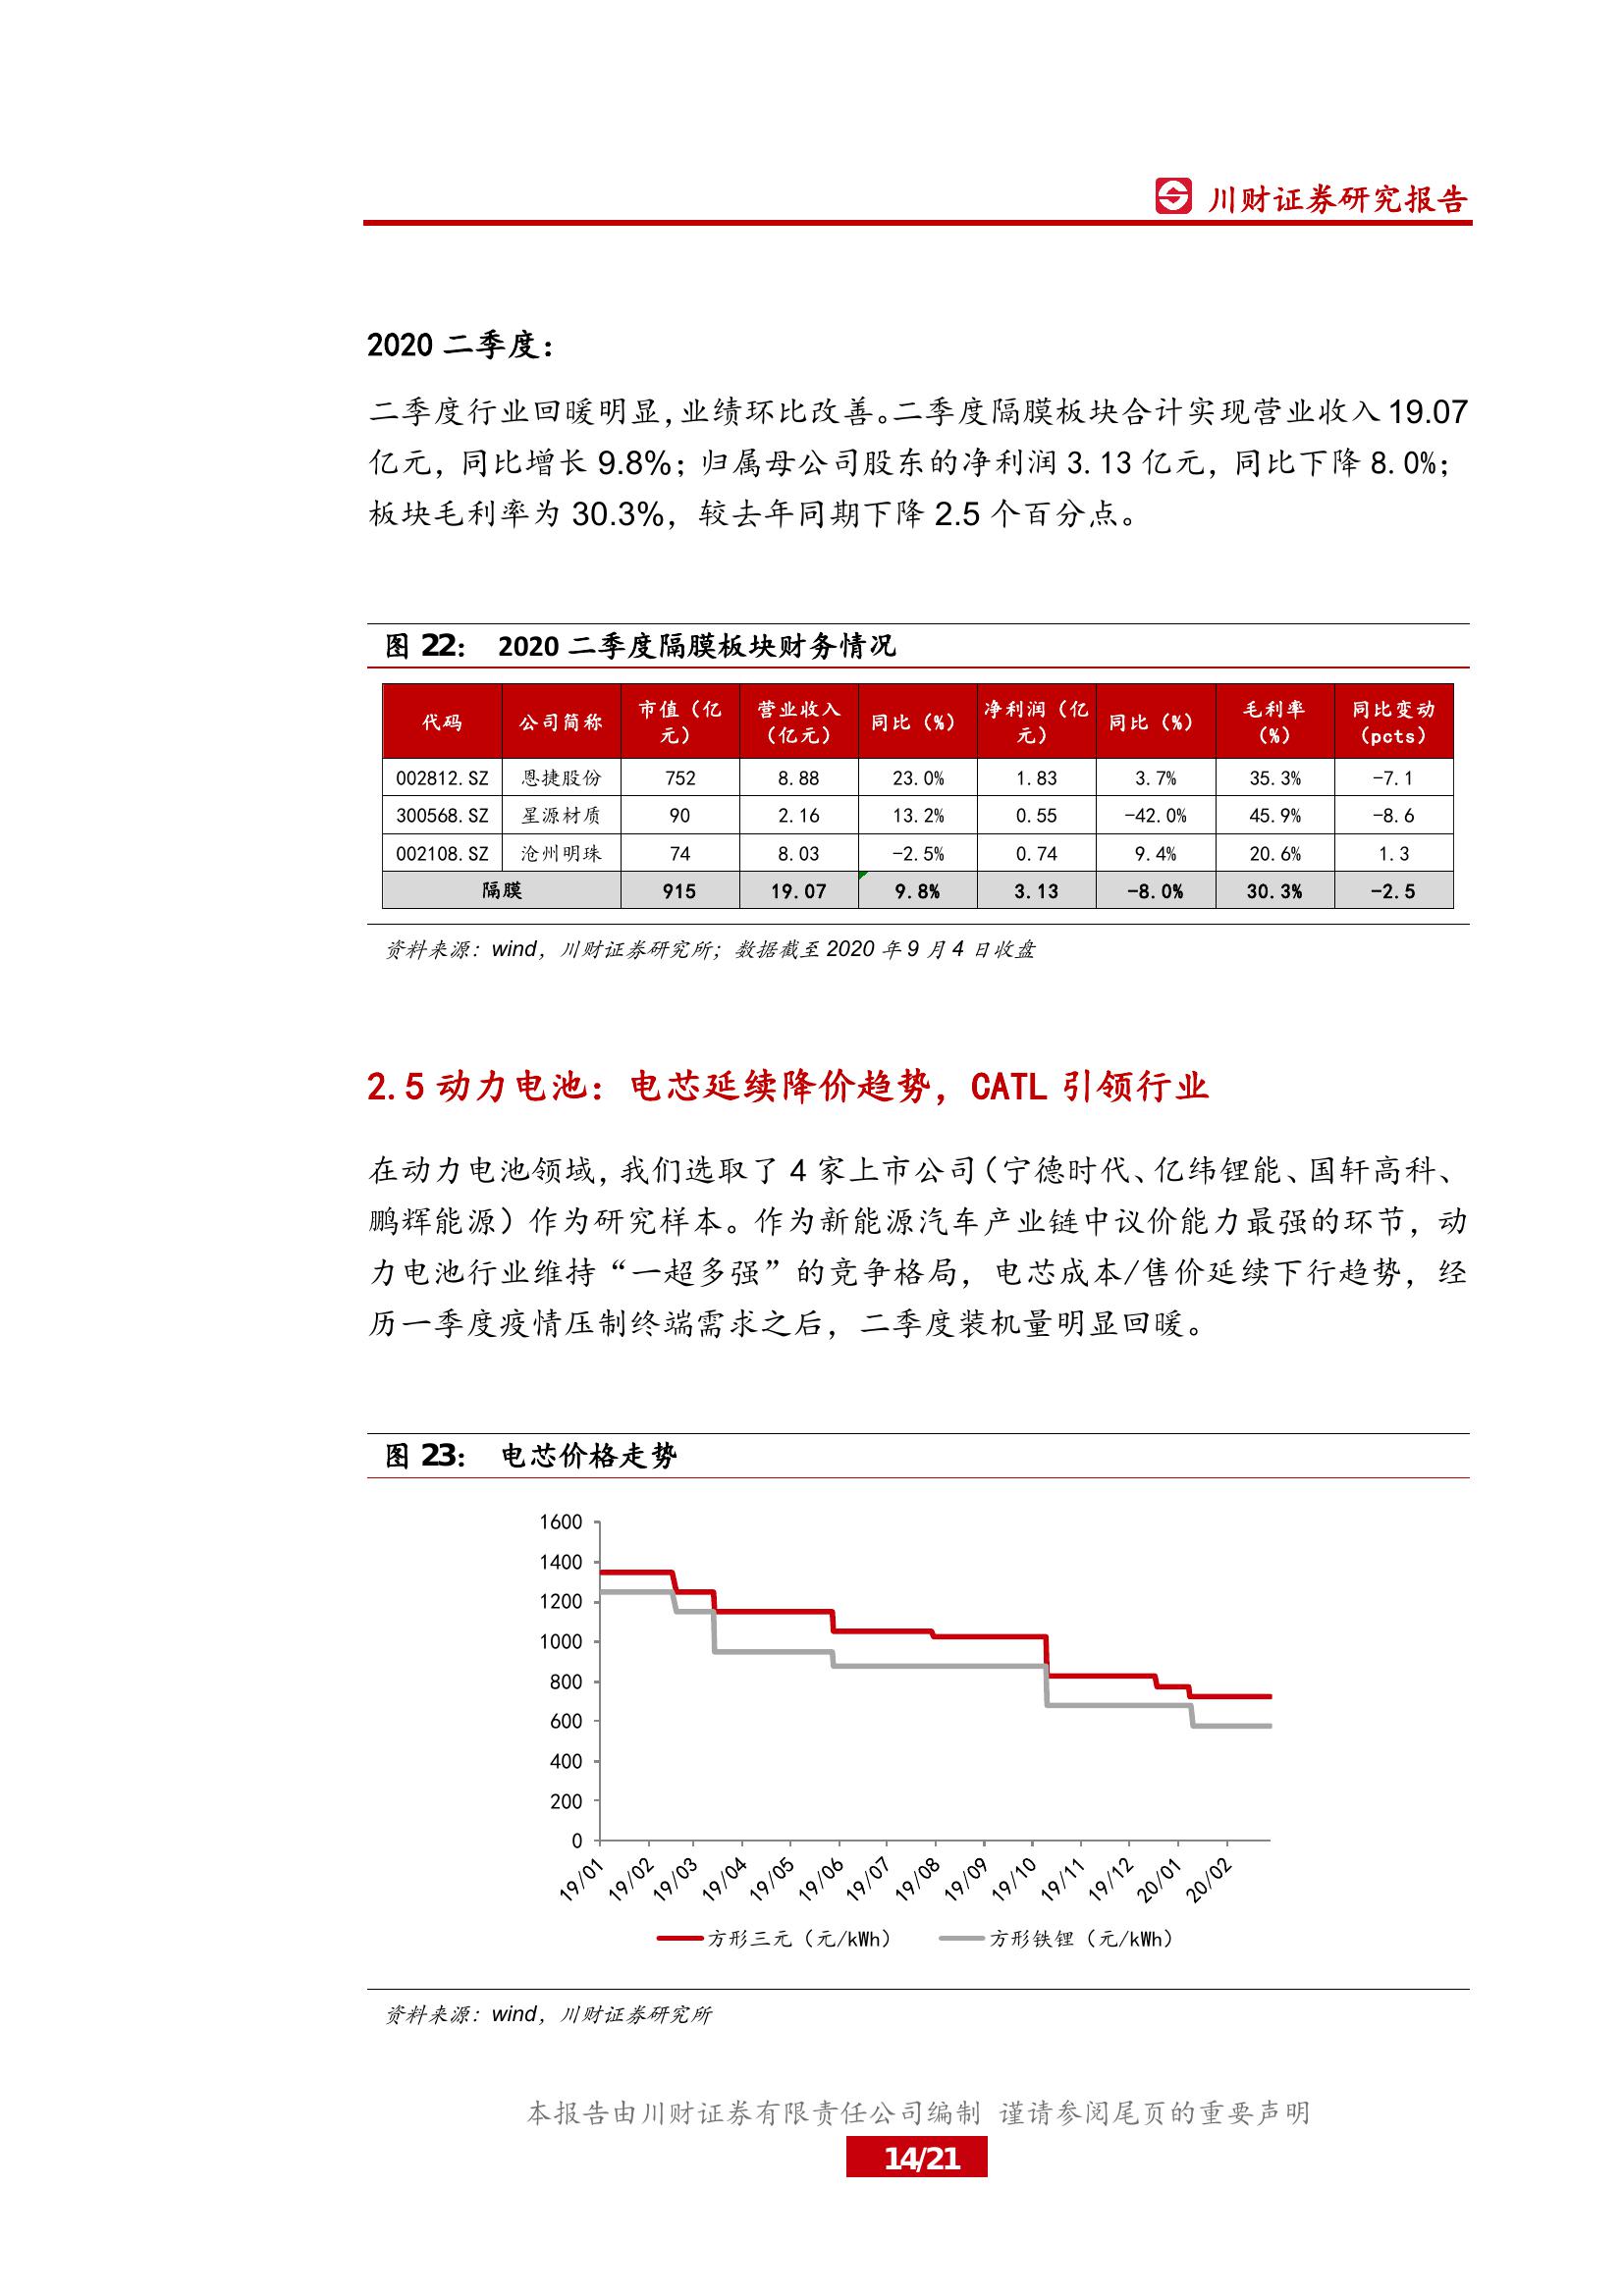 川财证券研究报告
2020 二季度：
二季度行业回暖明显，业绩环比改善。二季度隔膜板块合计实现营业收入 19.07
亿元，同比增长 9.8%；归属母公司股东的净利润 3.13 亿元，同比下降 8.0%；
板块毛利率为 30.3%，较去年同期下降 2.5 个百分点。
图 22： 2020 二季度隔膜板块财务情况
代码 公司简称 市值（亿元） 营业收入（亿元） 同比（%） 净利润（亿元） 同比（%） 毛利率（%） 同比变动（pcts）
002812.SZ 恩捷股份 752 8.88 23.0% 1.83 3.7% 35.3% -7.1
300568.SZ 星源材质 90 2.16 13.2% 0.55 -42.0% 45.9% -8.6
002108.SZ 沧州明珠 74 8.03 -2.5% 0.74 9.4% 20.6% 1.3
隔膜 915 19.07 9.8% 3.13 -8.0% 30.3% -2.5
资料来源：wind，川财证券研究所；数据截至 2020 年 9 月 4 日收盘
2.5 动力电池：电芯延续降价趋势，CATL 引领行业
在动力电池领域，我们选取了 4 家上市公司（宁德时代、亿纬锂能、国轩高科、
鹏辉能源）作为研究样本。作为新能源汽车产业链中议价能力最强的环节，动
力电池行业维持“一超多强”的竞争格局，电芯成本/售价延续下行趋势，经
历一季度疫情压制终端需求之后，二季度装机量明显回暖。
图 23： 电芯价格走势
1600
1400
1200
1000
800
600
400
200
0
19/01 19/02 19/03 19/04 19/05 19/06 19/07 19/08 19/09 19/10 19/11 19/12 20/01 20/02
方形三元（元/kWh） 方形铁锂（元/kWh）
资料来源：wind，川财证券研究所
本报告由川财证券有限责任公司编制 谨请参阅尾页的重要声明
14/21